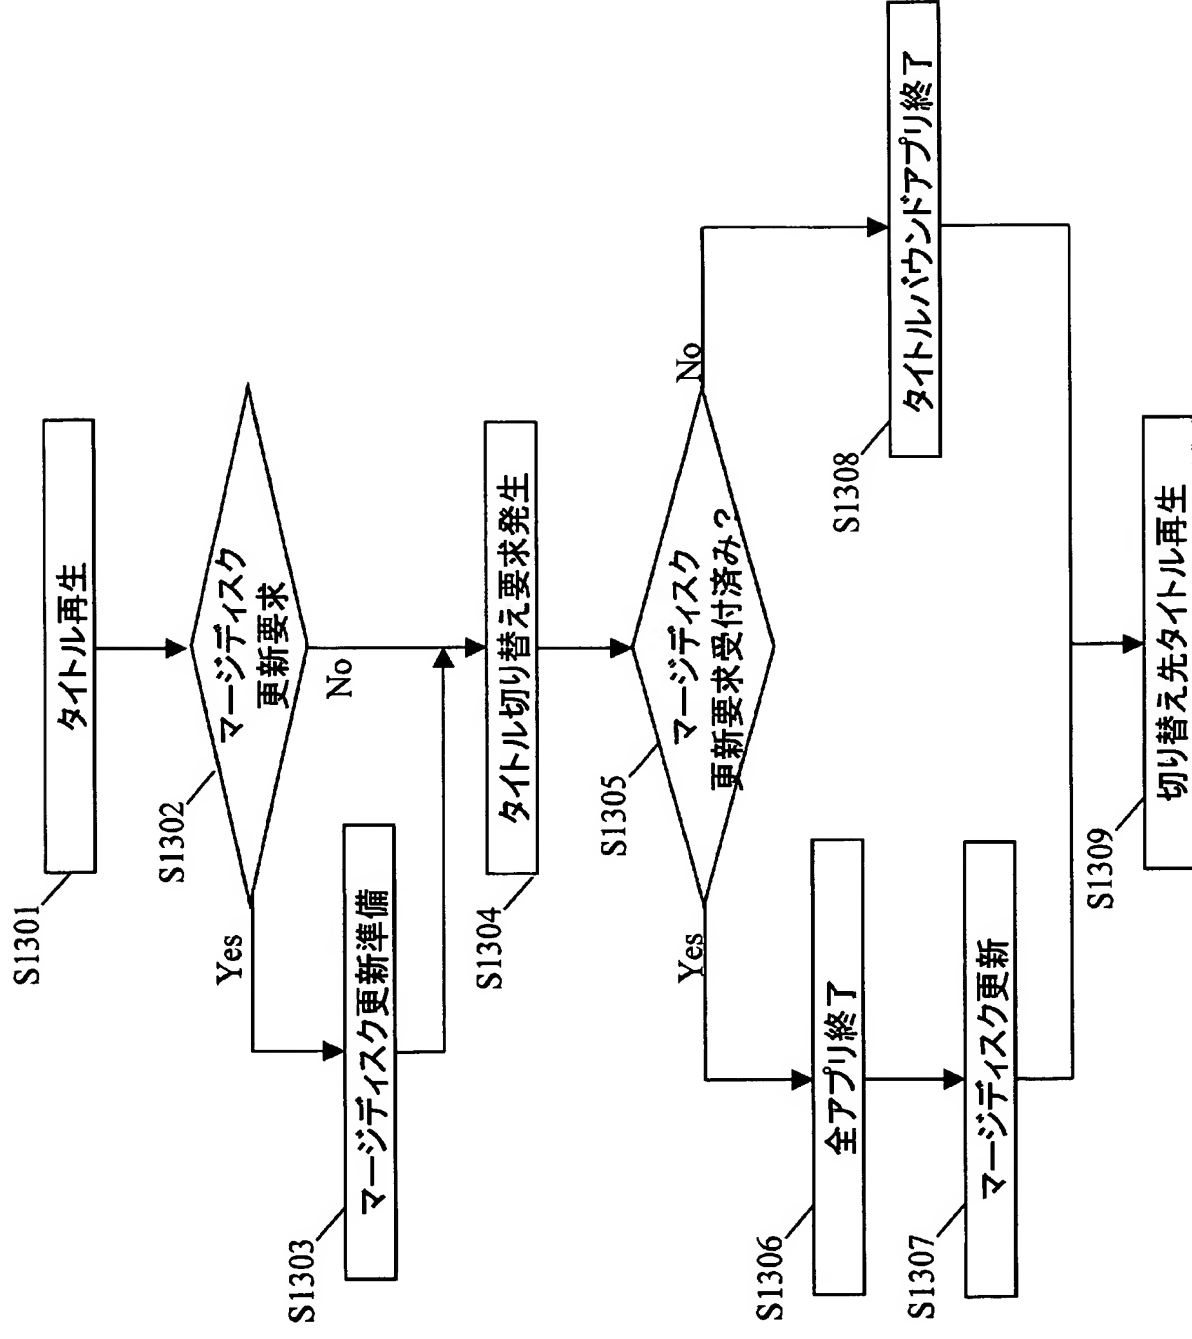 S1301
タイトル再生
S1302
マージディスク
更新要求
Yes
No
S1303
マージディスク更新準備
S1304
タイトル切り替え要求発生
S1305
マージディスク
更新要求受付済み？
Yes
No
S1306
全アプリ終了
S1307
マージディスク更新
S1308
タイトルバウンドアプリ終了
S1309
切り替え先タイトル再生